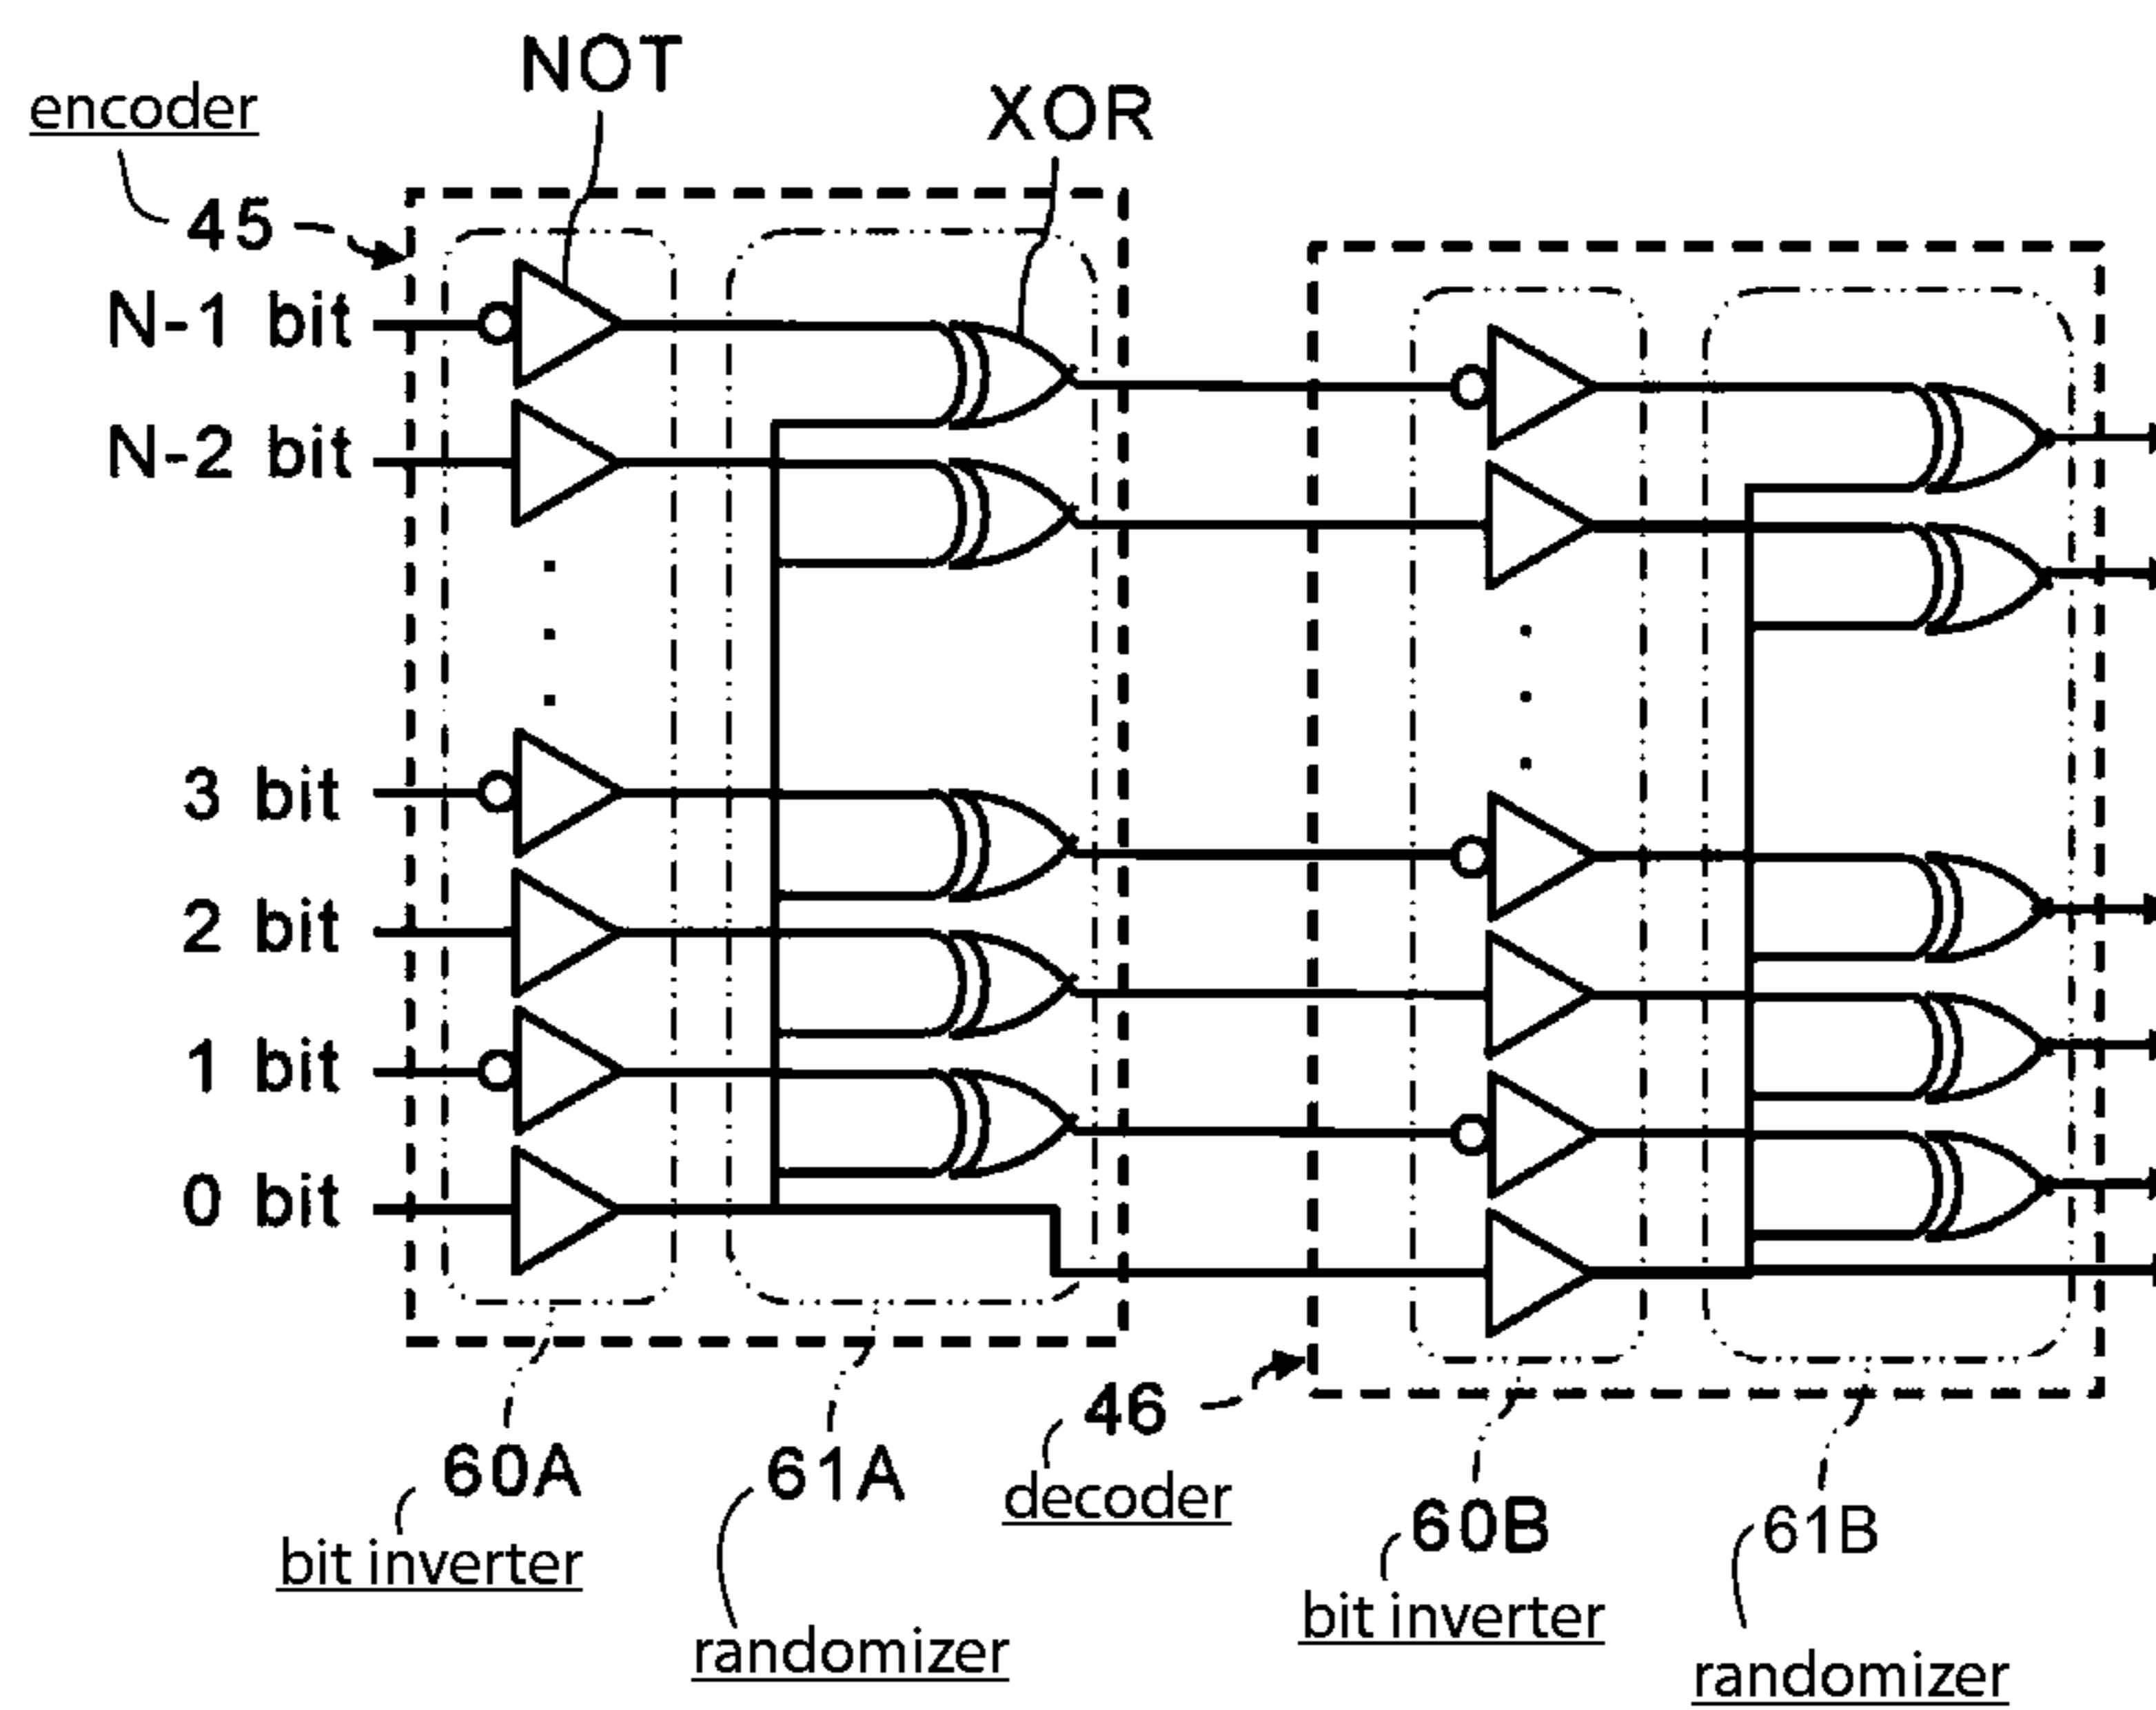 NOT
encoder
XOR
45
N-1 bit
N-2 bit
3 bit
2 bit
1 bit
0 bit
46
60A
61A
decoder
60B
61B
bit inverter
bit inverter
randomizer
randomizer